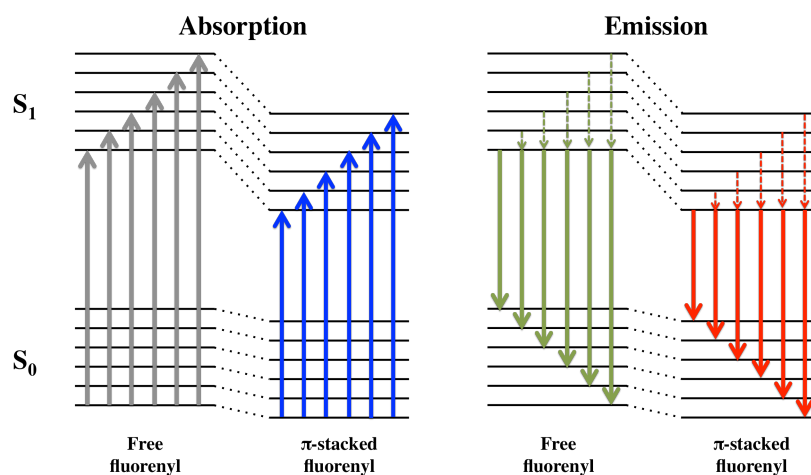 Absorption
Emission
S₁
S₀
Free
fluorenyl
π-stacked
fluorenyl
Free
fluorenyl
π-stacked
fluorenyl